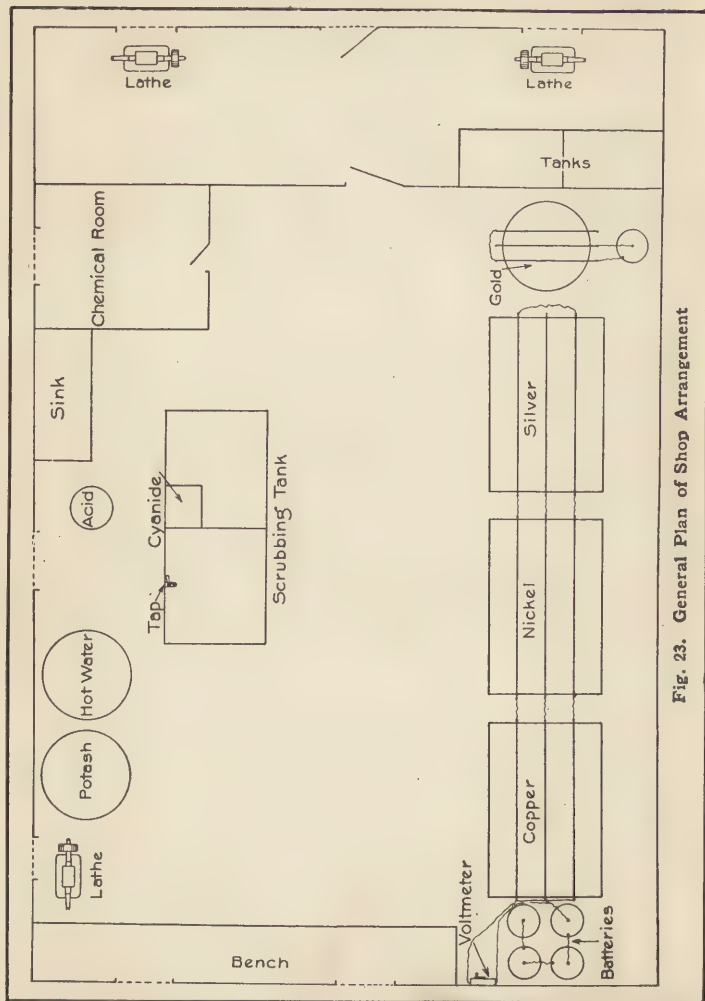 Lathe
Lathe
Tanks
Chemical Room
Gold
Sink
Silver
Acid
Cyanide
Scrubbing Tank
Tap
Nickel
Hot Water
Potash
Copper
Lathe
Voltmeter
Bench
Batteries
Fig. 23. General Plan of Shop Arrangement